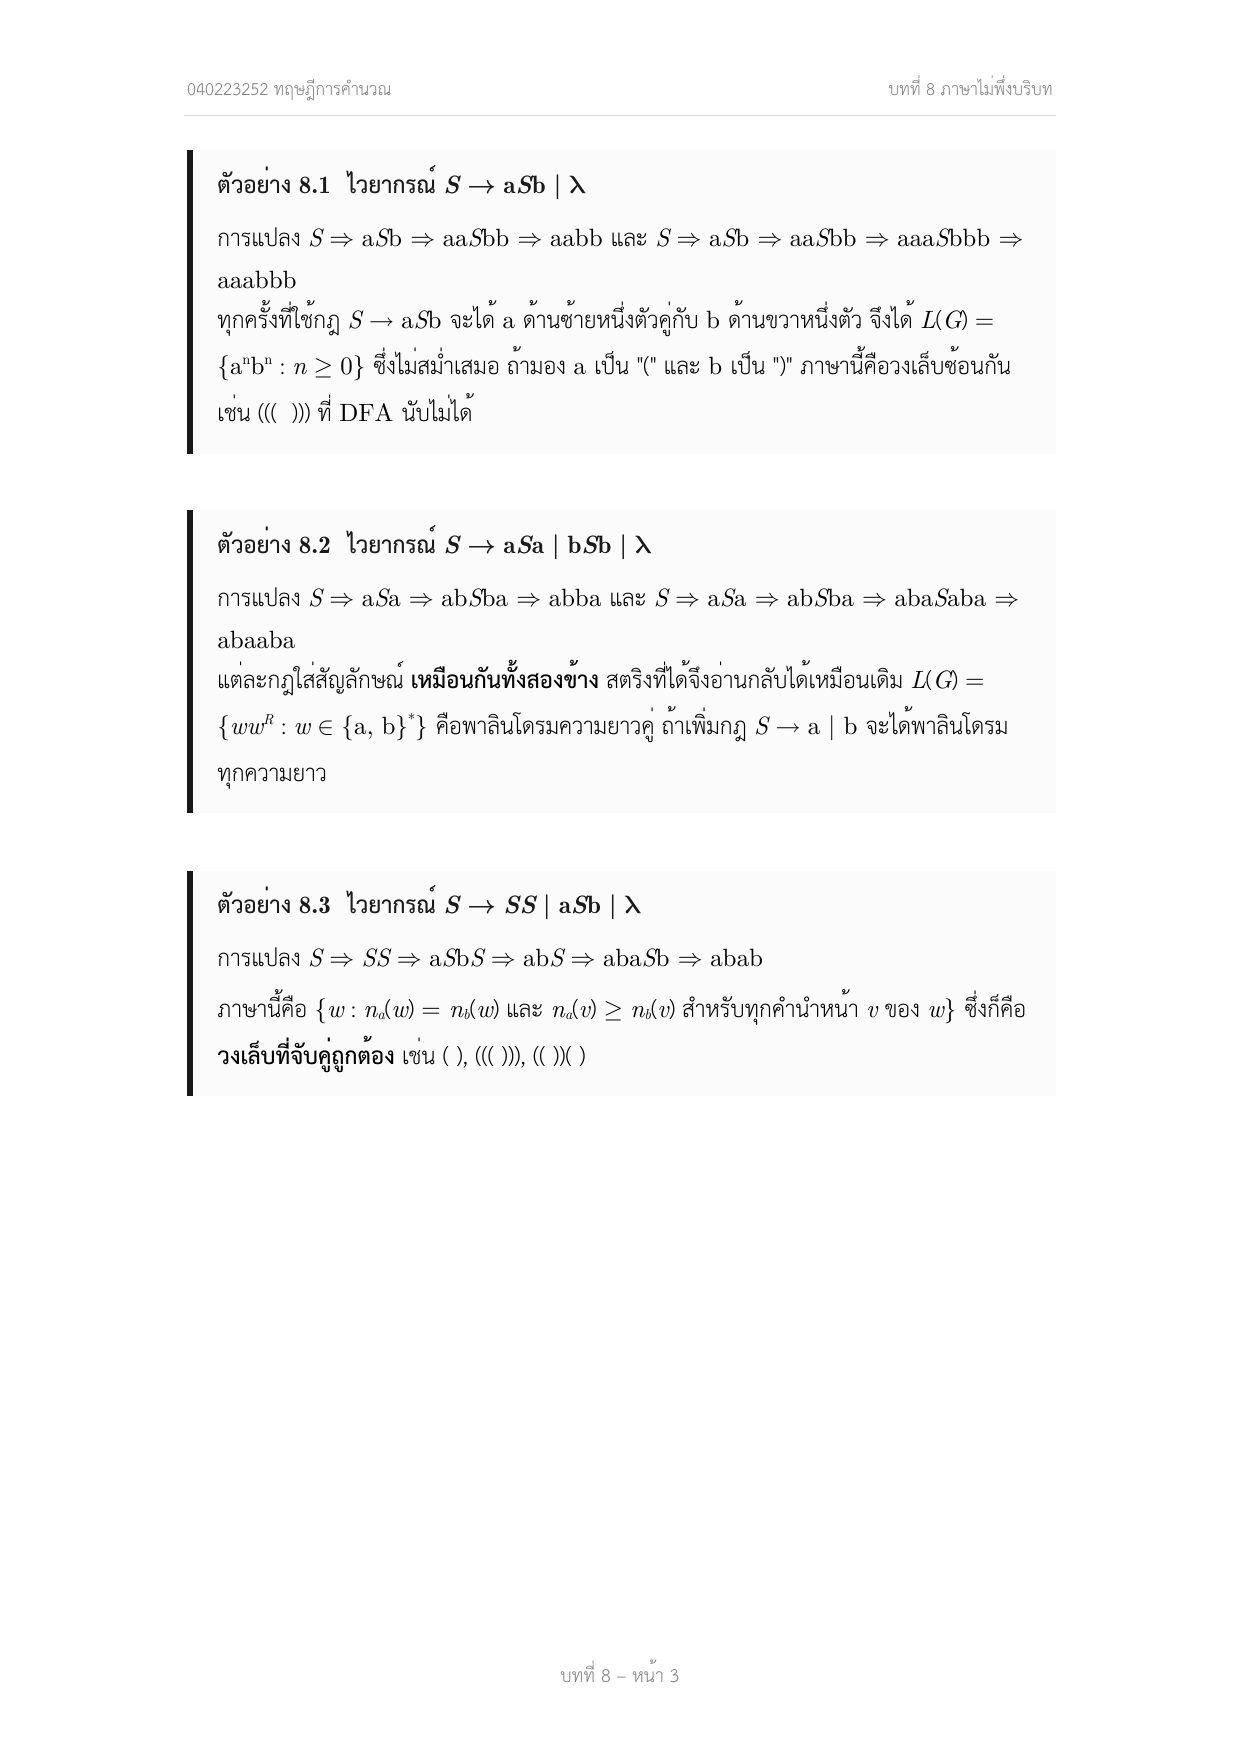 040223252 ทฤษฎีการคำนวณ
บทที่ 8 ภาษาไม่พึ่งบริบท
ตัวอย่าง 8.1 ไวยากรณ์ S → aSb | λ
การแปลง S ⇒ aSb ⇒ aaSbb ⇒ aabb และ S ⇒ aSb ⇒ aaSbb ⇒ aaaSbbb ⇒
aaabbb
ทุกครั้งที่ใช้กฎ S → aSb จะได้ a ด้านซ้ายหนึ่งตัวคู่กับ b ด้านขวาหนึ่งตัว จึงได้ L(G) =
{aⁿbⁿ : n ≥ 0} ซึ่งไม่สม่ำเสมอ ถ้ามอง a เป็น "(" และ b เป็น ")" ภาษานี้คือวงเล็บซ้อนกัน
เช่น ((( ))) ที่ DFA นับไม่ได้
ตัวอย่าง 8.2 ไวยากรณ์ S → aSa | bSb | λ
การแปลง S ⇒ aSa ⇒ abSba ⇒ abba และ S ⇒ aSa ⇒ abSba ⇒ abaSaba ⇒
abaaba
แต่ละกฎใส่สัญลักษณ์ เหมือนกันทั้งสองข้าง สตริงที่ได้จึงอ่านกลับได้เหมือนเดิม L(G) =
{wwᴿ : w ∈ {a, b}*} คือพาลินโดรมความยาวคู่ ถ้าเพิ่มกฎ S → a | b จะได้พาลินโดรม
ทุกความยาว
ตัวอย่าง 8.3 ไวยากรณ์ S → SS | aSb | λ
การแปลง S ⇒ SS ⇒ aSbS ⇒ abS ⇒ abaSb ⇒ abab
ภาษานี้คือ {w : n_a(w) = n_b(w) และ n_a(v) ≥ n_b(v) สำหรับทุกคำนำหน้า v ของ w} ซึ่งก็คือ
วงเล็บที่จับคู่ถูกต้อง เช่น ( ), ((( ))), (( ))( )
บทที่ 8 – หน้า 3